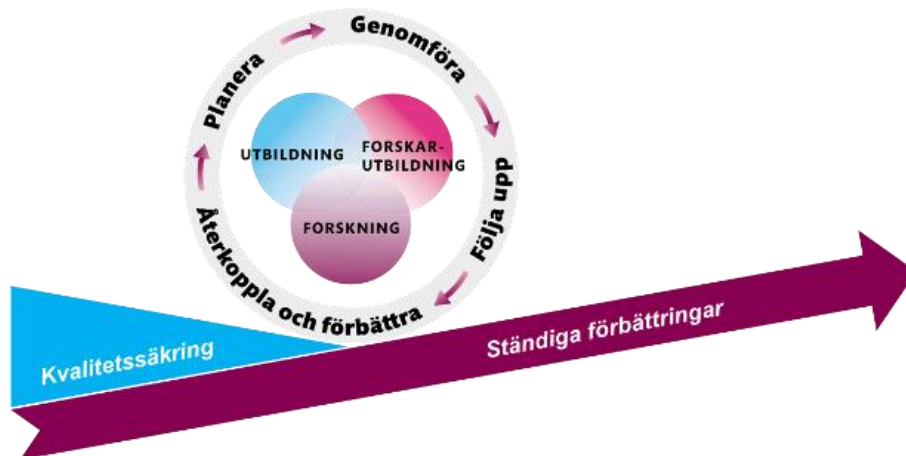 Genomföra
Planera
Följa upp
Återkoppla och förbättra
UTBILDNING
FORSKAR-
UTBILDNING
FORSKNING
Kvalitetssäkring
Ständiga förbättringar